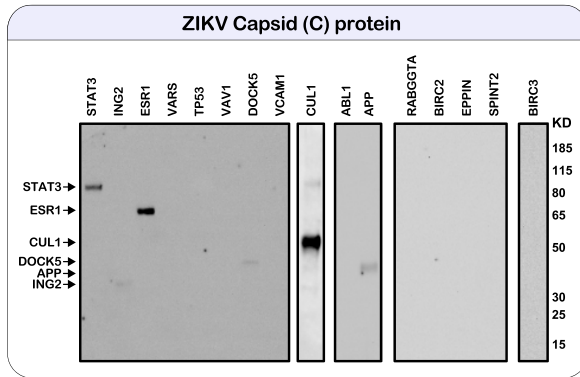 ZIKV Capsid (C) protein
STAT3 ING2 ESR1 VARS TP53 VAV1 DOCK5 VCAM1 CUL1 ABL1 APP RABGGTA BIRC2 EPPIN SPINT2 BIRC3
KD
185
115
STAT3
80
ESR1
65
CUL1
50
DOCK5
APP
ING2
30
25
15